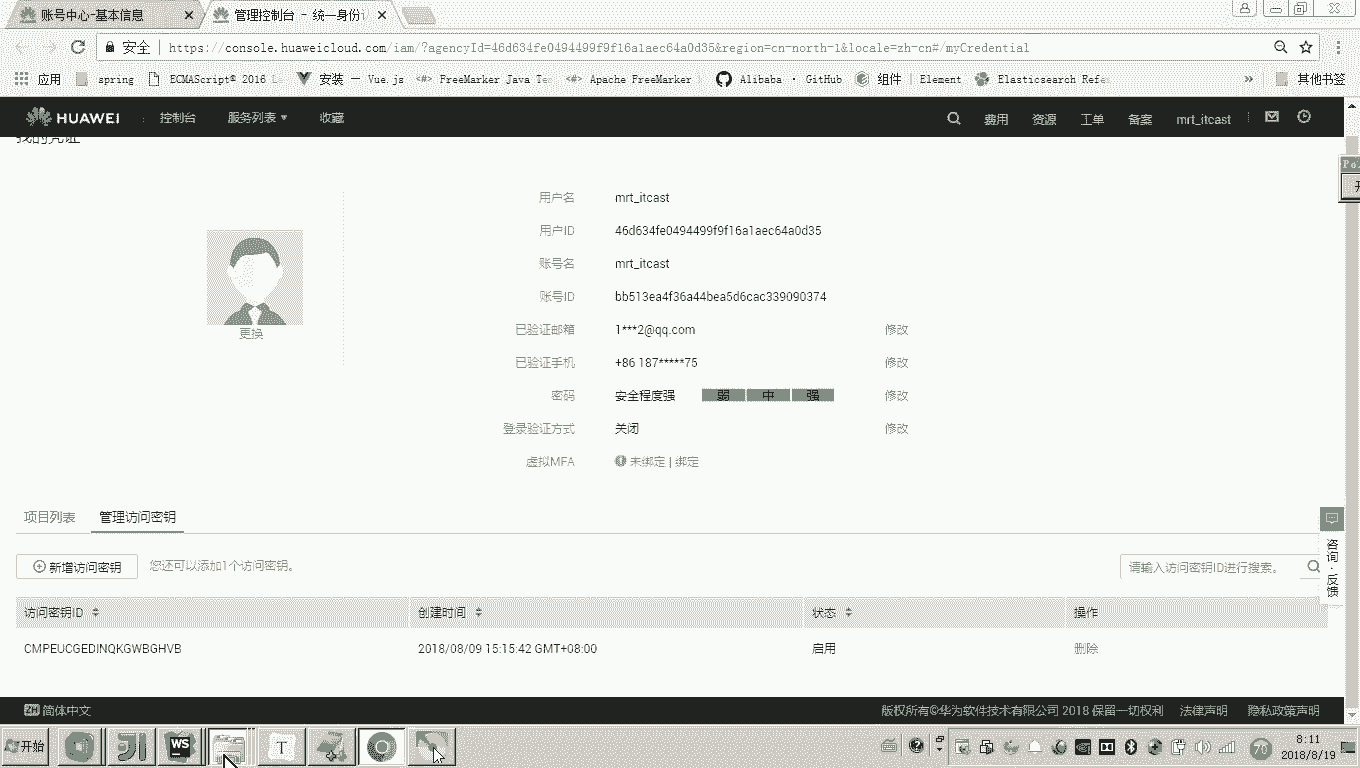 账号中心-基本信息
管理控制台 - 统一身份
安全 https://console.huaweicloud.com/iam/?agencyId=46d634fe0494499f9f16a1aec64a0d35&region=cn-north-1&locale=zh-cn#/myCredential
应用 spring ECMAScript® 2016 L 安装 — Vue.js FreeMarker Java Te Apache FreeMarker Alibaba · GitHub 组件 | Element Elasticsearch Refe » 其他书签
HUAWEI 控制台 服务列表 收藏 费用 资源 工单 备案 mrt_itcast
我的凭证
用户名 mrt_itcast
用户ID 46d634fe0494499f9f16a1aec64a0d35
账号名 mrt_itcast
账号ID bb513ea4f36a44bea5d6cac339090374
已验证邮箱 1***2@qq.com 修改
更换
已验证手机 +86 187*****75 修改
密码 安全程度强 弱 中 强 修改
登录验证方式 关闭 修改
虚拟MFA 未绑定 | 绑定
项目列表 管理访问密钥
咨询·反馈
新增访问密钥 您还可以添加1个访问密钥。 请输入访问密钥ID进行搜索。
访问密钥ID 创建时间 状态 操作
CMPEUCGEDINQKGWBGHVB 2018/08/09 15:15:42 GMT+08:00 启用 删除
ZH 简体中文 版权所有©华为软件技术有限公司 2018 保留一切权利 法律声明 隐私政策声明
开始 WS T 76 8:11
2018/8/19